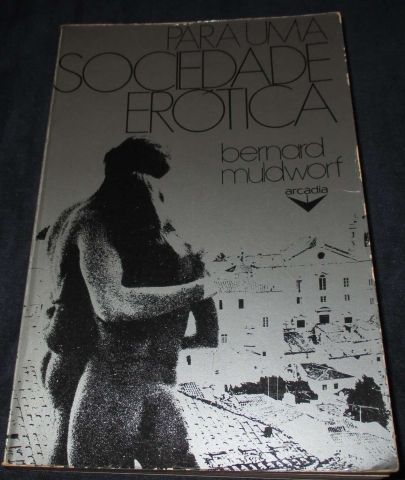 PARA UMA
SOCIEDADE
ERÓTICA
bernard
muldworf
arcadia